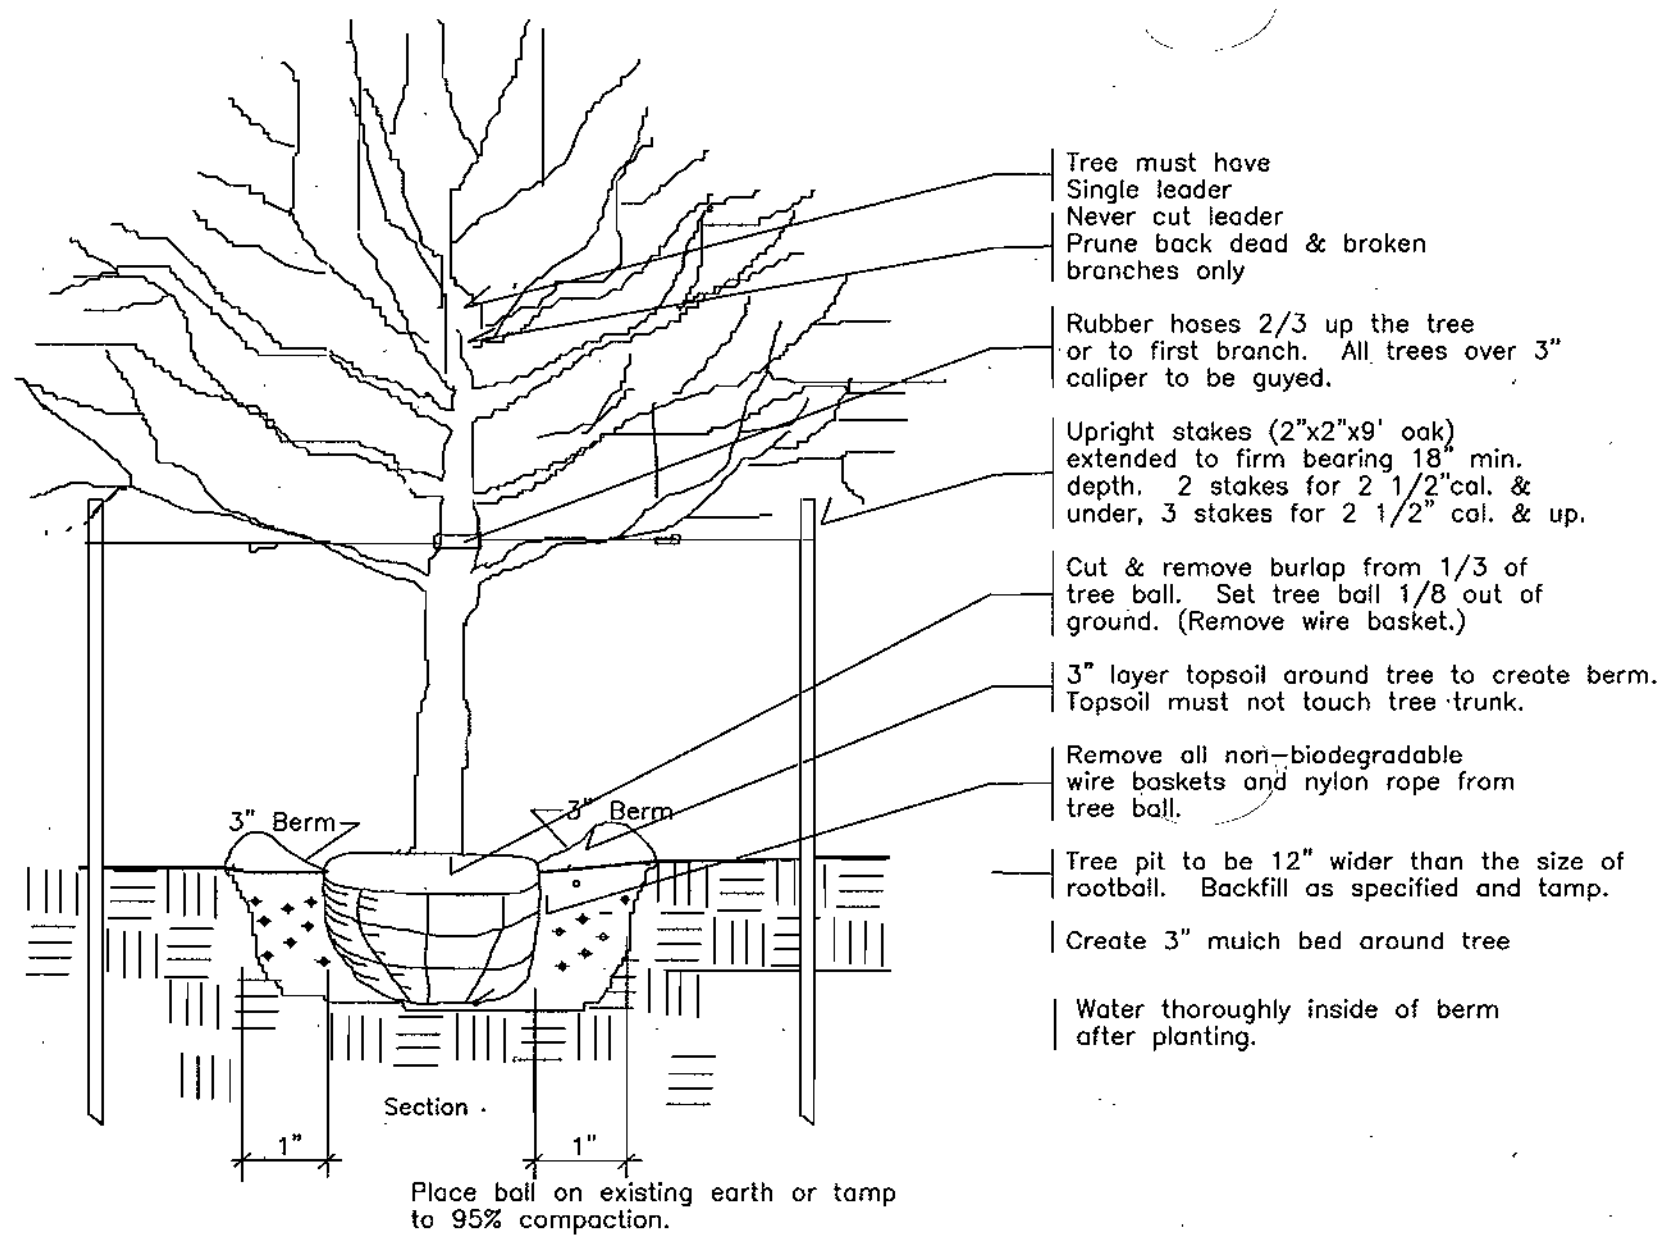 Tree must have
Single leader
Never cut leader
Prune back dead & broken
branches only
Rubber hoses 2/3 up the tree
or to first branch. All trees over 3"
caliper to be guyed.
Upright stakes (2"x2"x9' oak)
extended to firm bearing 18" min.
depth. 2 stakes for 2 1/2"cal. &
under, 3 stakes for 2 1/2" cal. & up.
Cut & remove burlap from 1/3 of
tree ball. Set tree ball 1/8 out of
ground. (Remove wire basket.)
3" layer topsoil around tree to create berm.
Topsoil must not touch tree trunk.
Remove all non-biodegradable
wire baskets and nylon rope from
tree ball.
3" Berm
3" Berm
Tree pit to be 12" wider than the size of
rootball. Backfill as specified and tamp.
Create 3" mulch bed around tree
Water thoroughly inside of berm
after planting.
Section
1"
1"
Place ball on existing earth or tamp
to 95% compaction.